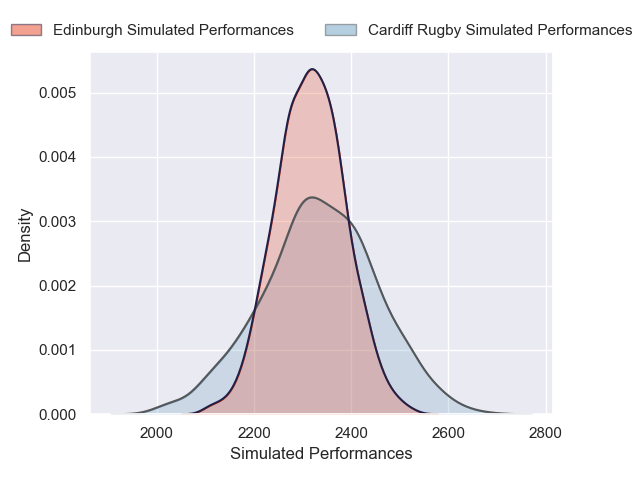 Edinburgh Simulated Performances
Cardiff Rugby Simulated Performances
0.005
0.004
0.003
0.002
0.001
0.000
Density
2000 2200 2400 2600 2800
Simulated Performances